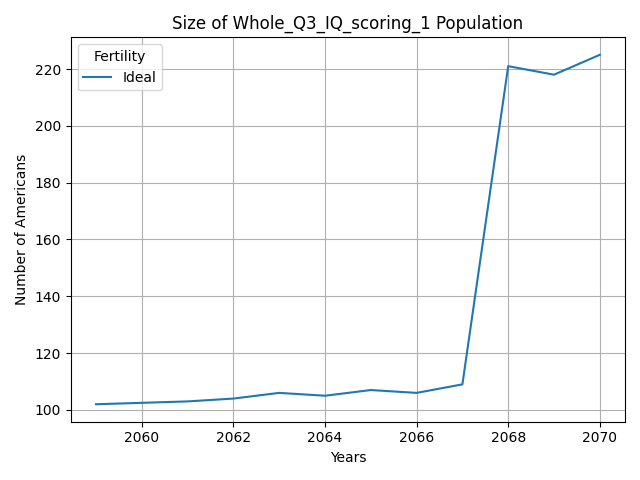 Size of Whole_Q3_IQ_scoring_1 Population
Fertility
Ideal
Number of Americans
220
200
180
160
140
120
100
2060 2062 2064 2066 2068 2070
Years